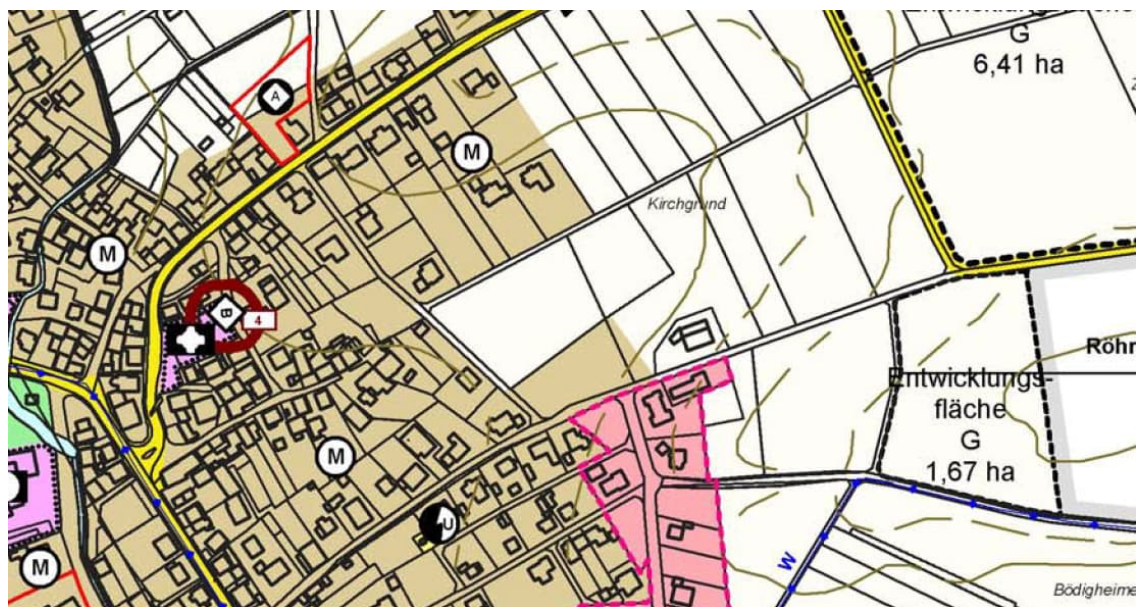 G
6,41 ha
A
M
Kirchgrund
M
B
4
Röhr
Entwicklungs-
fläche
G
1,67 ha
M
U
W
M
Bödigheime